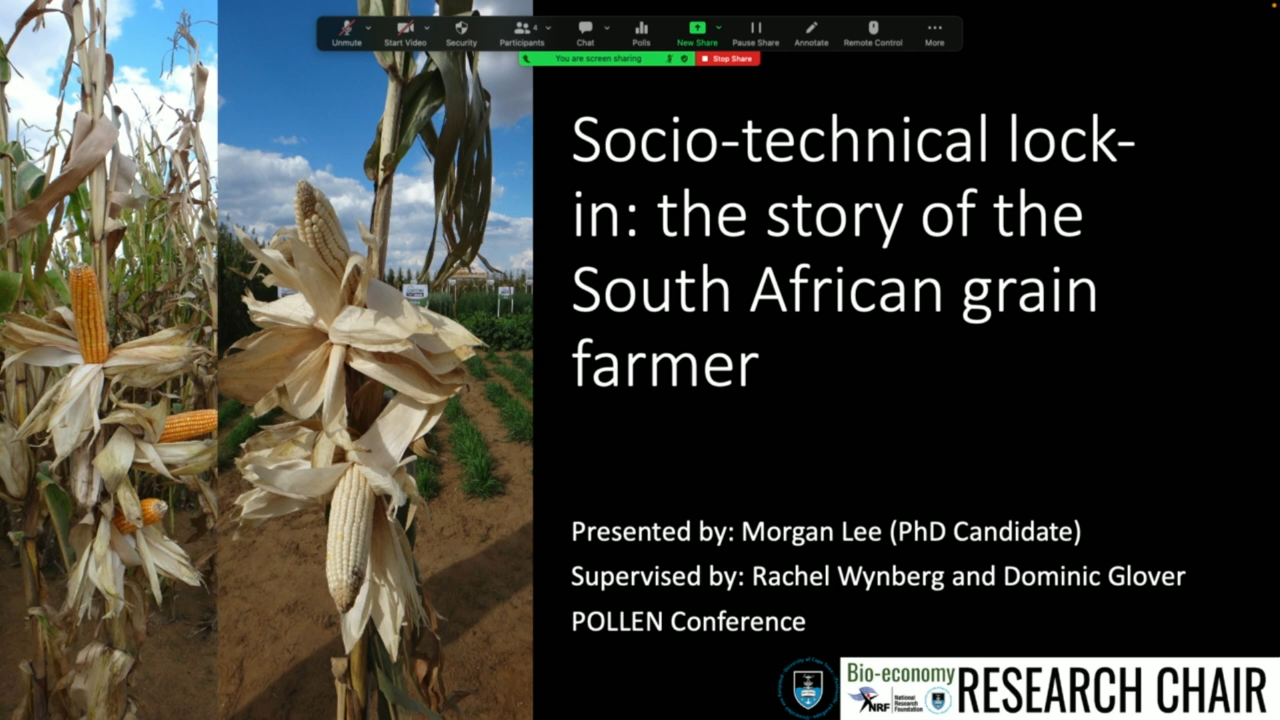 Unmute
Start Video
Security
4
Participants
Chat
Polls
New Share
Pause Share
Annotate
Remote Control
More
You are screen sharing
Stop Share
Socio-technical lock-
in: the story of the
South African grain
farmer
Presented by: Morgan Lee (PhD Candidate)
Supervised by: Rachel Wynberg and Dominic Glover
POLLEN Conference
Bio-economy
NRF
National
Research
Foundation
RESEARCH CHAIR